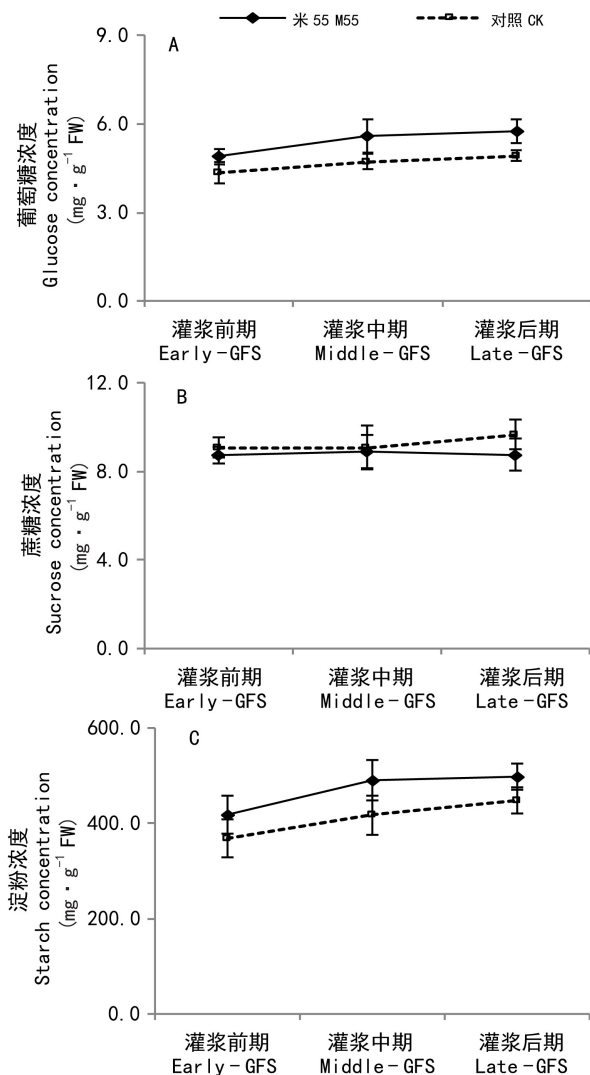 米 55 M55 对照 CK
A
9.0
6.0
3.0
0.0
葡萄糖浓度
Glucose concentration
(mg·g⁻¹ FW)
灌浆前期 灌浆中期 灌浆后期
Early-GFS Middle-GFS Late-GFS
B
12.0
8.0
4.0
0.0
蔗糖浓度
Sucrose concentration
(mg·g⁻¹ FW)
灌浆前期 灌浆中期 灌浆后期
Early-GFS Middle-GFS Late-GFS
C
600.0
400.0
200.0
0.0
淀粉浓度
Starch concentration
(mg·g⁻¹ FW)
灌浆前期 灌浆中期 灌浆后期
Early-GFS Middle-GFS Late-GFS